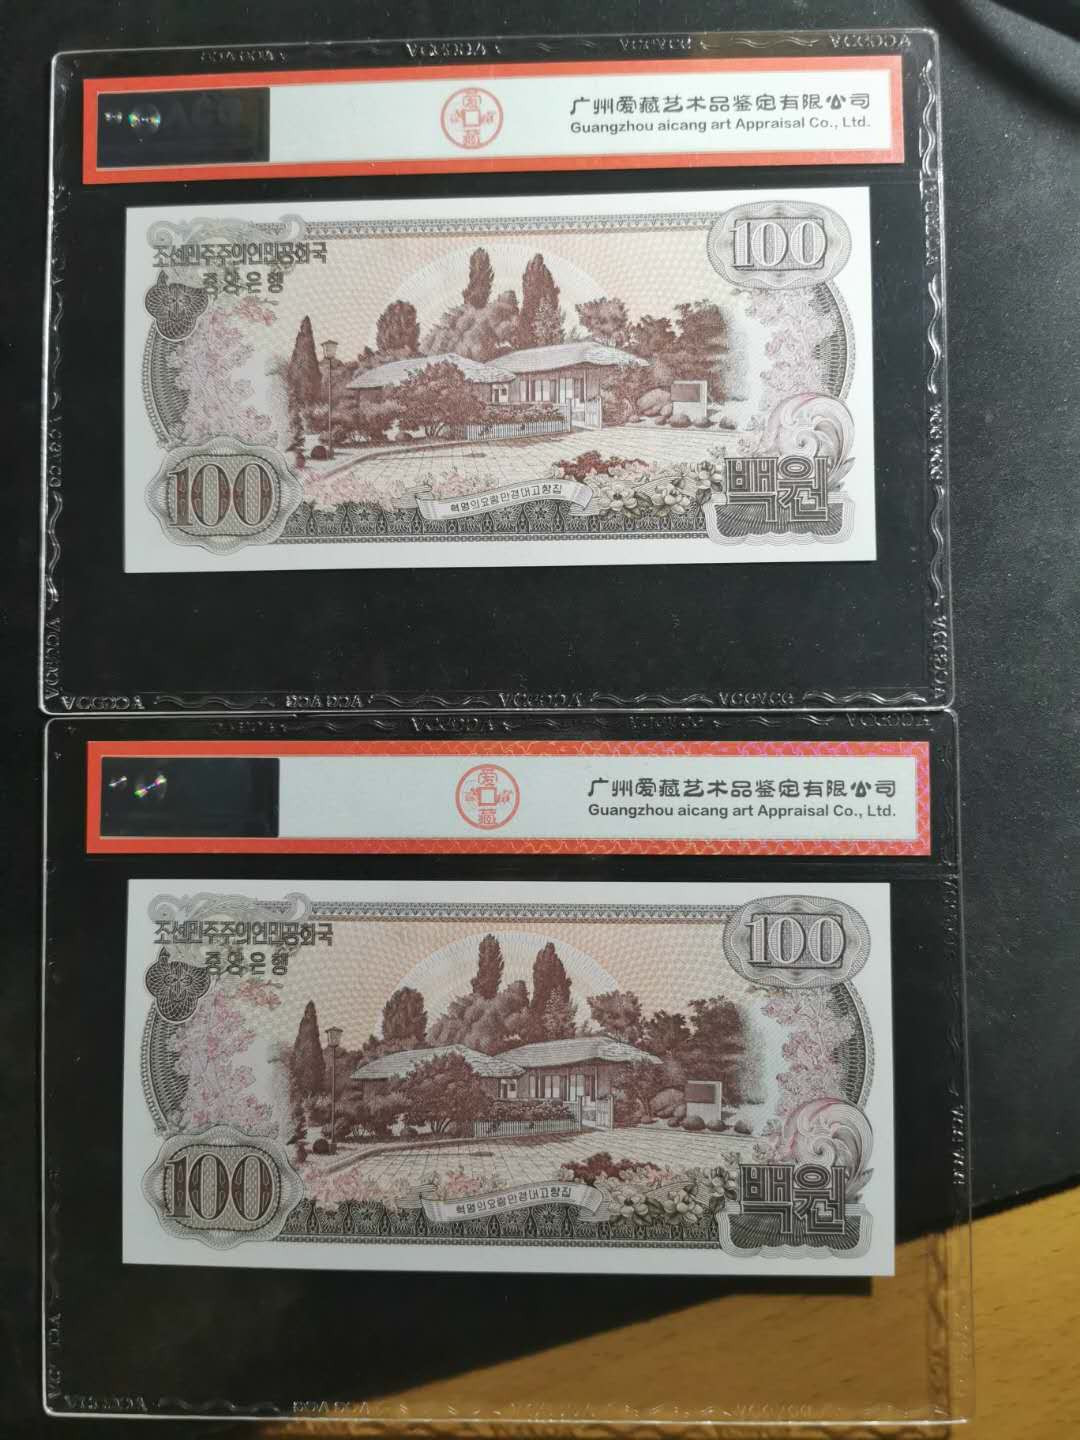 爱藏
广州爱藏艺术品鉴定有限公司
Guangzhou aicang art Appraisal Co., Ltd.
조선민주주의인민공화국
중앙은행
100
100
혁명의 요람 만경대고향집
백원
爱藏
广州爱藏艺术品鉴定有限公司
Guangzhou aicang art Appraisal Co., Ltd.
조선민주주의인민공화국
중앙은행
100
100
혁명의 요람 만경대고향집
백원